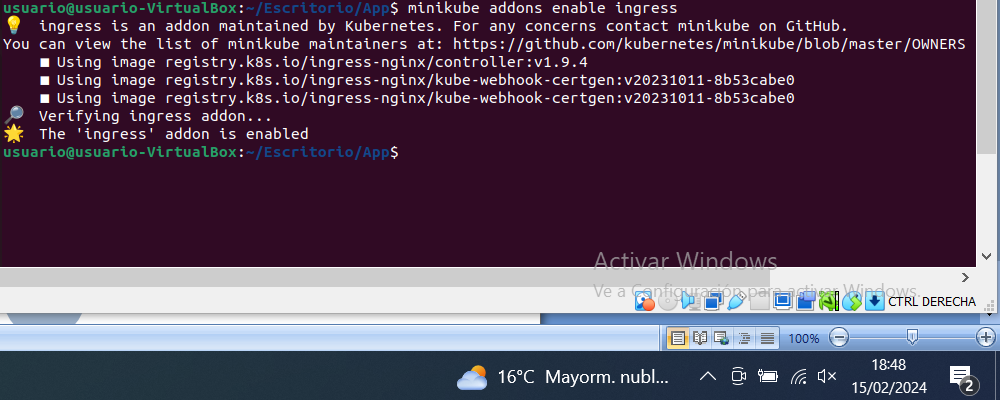 usuario@usuario-VirtualBox:~/Escritorio/App$ minikube addons enable ingress
ingress is an addon maintained by Kubernetes. For any concerns contact minikube on GitHub.
You can view the list of minikube maintainers at: https://github.com/kubernetes/minikube/blob/master/OWNERS
Using image registry.k8s.io/ingress-nginx/controller:v1.9.4
Using image registry.k8s.io/ingress-nginx/kube-webhook-certgen:v20231011-8b53cabe0
Using image registry.k8s.io/ingress-nginx/kube-webhook-certgen:v20231011-8b53cabe0
Verifying ingress addon...
The 'ingress' addon is enabled
usuario@usuario-VirtualBox:~/Escritorio/App$
Activar Windows
Ve a Configuración para activar Windows.
CTRL DERECHA
100%
16°C Mayorm. nubl...
18:48
15/02/2024
2